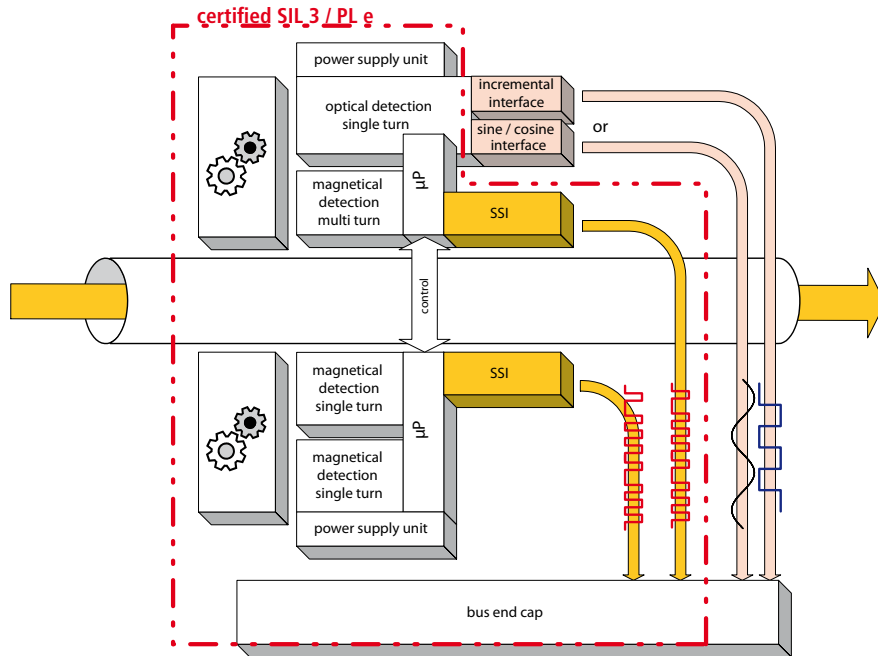 certified SIL 3 / PL e
power supply unit
optical detection
single turn
incremental
interface
sine / cosine
interface
or
μP
magnetical
detection
multi turn
SSI
control
magnetical
detection
single turn
SSI
μP
magnetical
detection
single turn
power supply unit
bus end cap